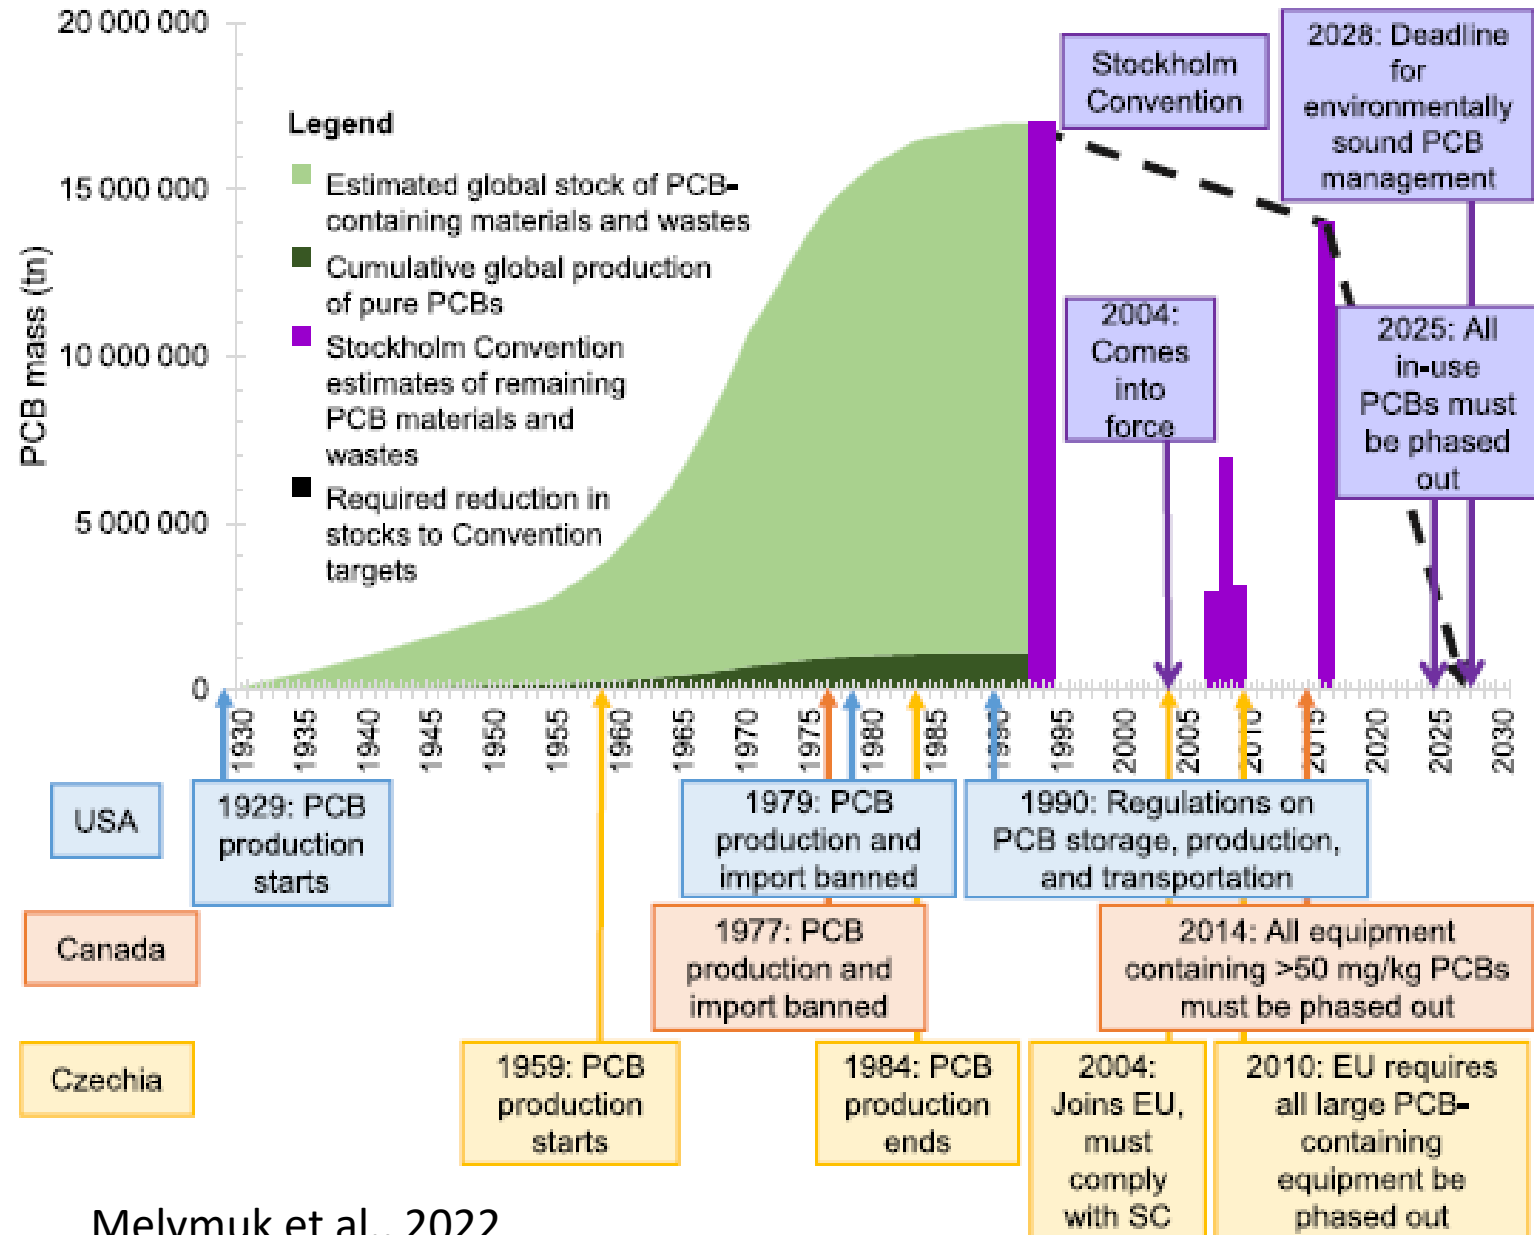 20 000 000
15 000 000
10 000 000
5 000 000
0
PCB mass (tn)
Legend
Estimated global stock of PCB-
containing materials and wastes
Cumulative global production
of pure PCBs
Stockholm Convention
estimates of remaining
PCB materials and
wastes
Required reduction in
stocks to Convention
targets
Stockholm
Convention
2028: Deadline
for
environmentally
sound PCB
management
2004:
Comes
into
force
2025: All
in-use
PCBs must
be phased
out
1930
1935
1940
1945
1950
1955
1960
1965
1970
1975
1980
1985
1990
1995
2000
2005
2010
2015
2020
2025
2030
USA
1929: PCB
production
starts
1979: PCB
production and
import banned
1990: Regulations on
PCB storage, production,
and transportation
Canada
1977: PCB
production and
import banned
2014: All equipment
containing >50 mg/kg PCBs
must be phased out
Czechia
1959: PCB
production
starts
1984: PCB
production
ends
2004:
Joins EU,
must
comply
with SC
2010: EU requires
all large PCB-
containing
equipment be
phased out
Melymuk et al., 2022